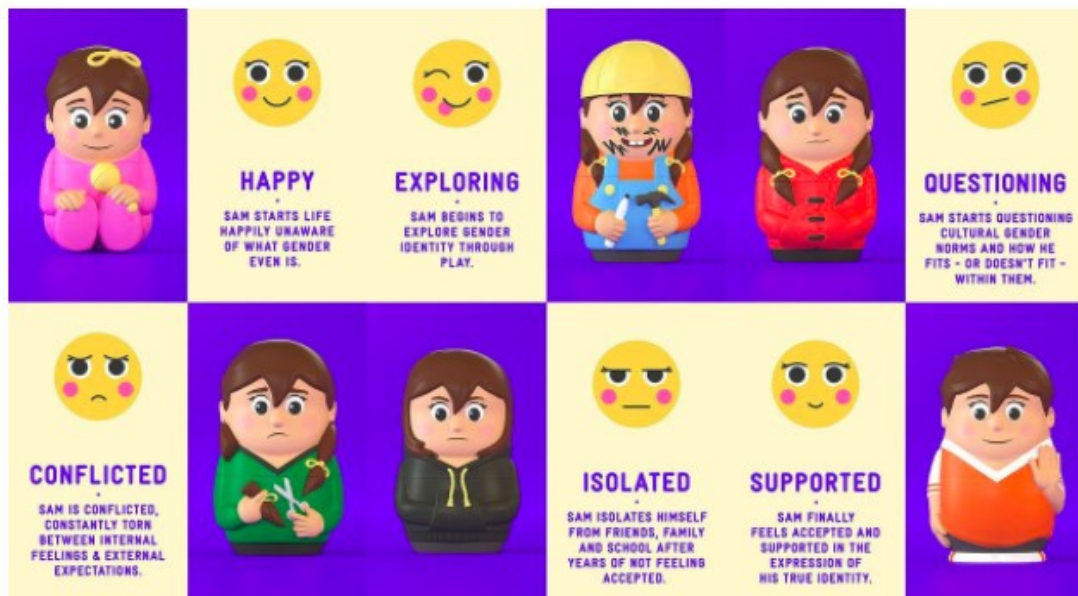 HAPPY
SAM STARTS LIFE
HAPPILY UNAWARE
OF WHAT GENDER
EVEN IS.
EXPLORING
SAM BEGINS TO
EXPLORE GENDER
IDENTITY THROUGH
PLAY.
QUESTIONING
SAM STARTS QUESTIONING
CULTURAL GENDER
NORMS AND HOW HE
FITS - OR DOESN'T FIT -
WITHIN THEM.
CONFLICTED
SAM IS CONFLICTED,
CONSTANTLY TORN
BETWEEN INTERNAL
FEELINGS & EXTERNAL
EXPECTATIONS.
ISOLATED
SAM ISOLATES HIMSELF
FROM FRIENDS, FAMILY
AND SCHOOL AFTER
YEARS OF NOT FEELING
ACCEPTED.
SUPPORTED
SAM FINALLY
FEELS ACCEPTED AND
SUPPORTED IN THE
EXPRESSION OF
HIS TRUE IDENTITY.